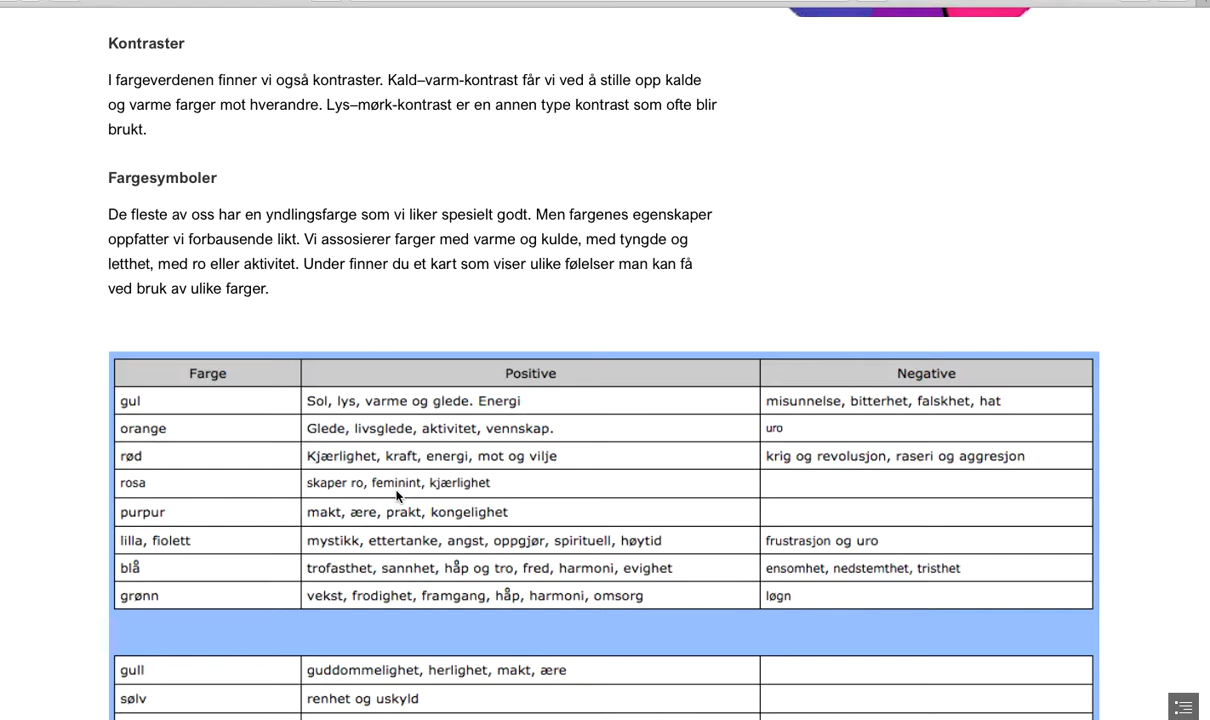 Kontraster
I fargeverdenen finner vi også kontraster. Kald–varm-kontrast får vi ved å stille opp kalde
og varme farger mot hverandre. Lys–mørk-kontrast er en annen type kontrast som ofte blir
brukt.
Fargesymboler
De fleste av oss har en yndlingsfarge som vi liker spesielt godt. Men fargenes egenskaper
oppfatter vi forbausende likt. Vi assosierer farger med varme og kulde, med tyngde og
letthet, med ro eller aktivitet. Under finner du et kart som viser ulike følelser man kan få
ved bruk av ulike farger.
Farge Positive Negative
gul Sol, lys, varme og glede. Energi misunnelse, bitterhet, falskhet, hat
orange Glede, livsglede, aktivitet, vennskap. uro
rød Kjærlighet, kraft, energi, mot og vilje krig og revolusjon, raseri og aggresjon
rosa skaper ro, feminint, kjærlighet
purpur makt, ære, prakt, kongelighet
lilla, fiolett mystikk, ettertanke, angst, oppgjør, spirituell, høytid frustrasjon og uro
blå trofasthet, sannhet, håp og tro, fred, harmoni, evighet ensomhet, nedstemthet, tristhet
grønn vekst, frodighet, framgang, håp, harmoni, omsorg løgn
gull guddommelighet, herlighet, makt, ære
sølv renhet og uskyld